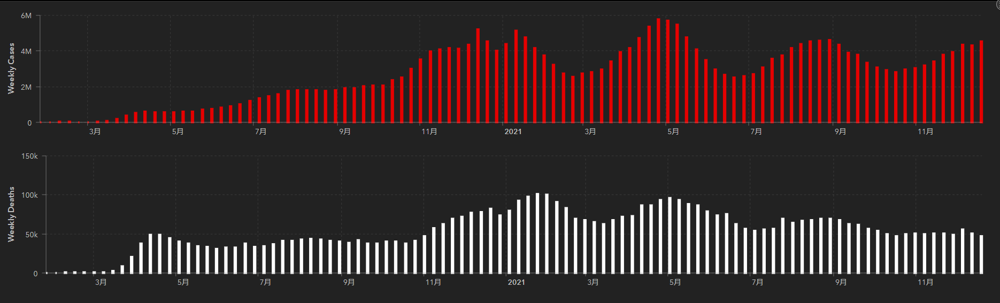 Weekly Cases
6M
4M
2M
0
3月 5月 7月 9月 11月 2021 3月 5月 7月 9月 11月
Weekly Deaths
150k
100k
50k
0
3月 5月 7月 9月 11月 2021 3月 5月 7月 9月 11月